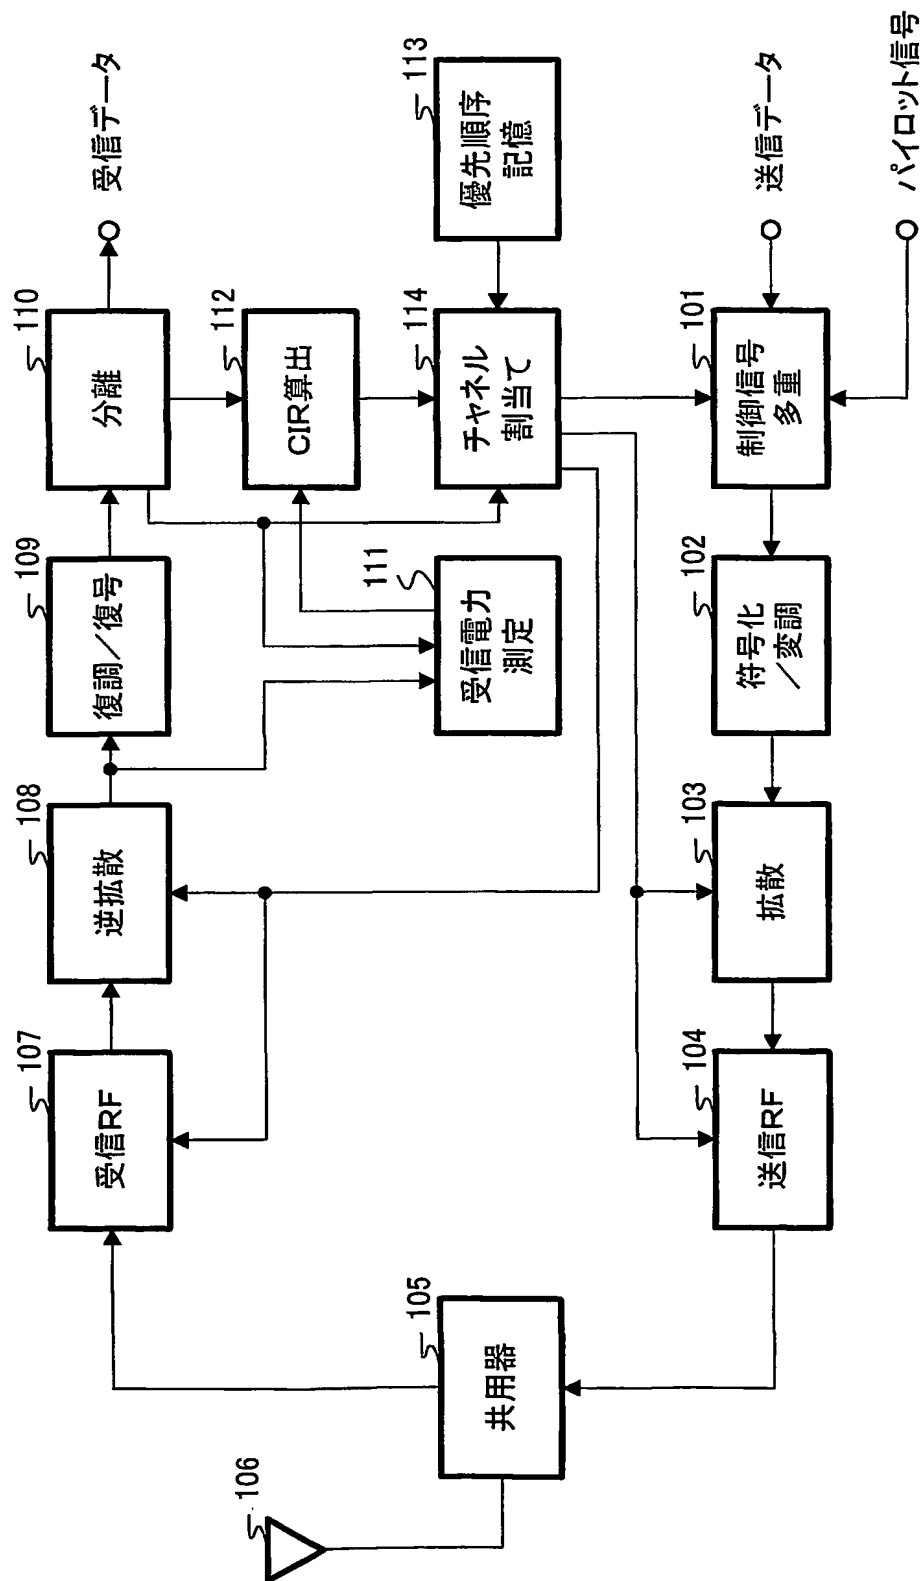 106
105
共用器
107
受信RF
108
逆拡散
109
復調／復号
110
分離
受信データ
111
受信電力
測定
112
CIR算出
113
優先順序
記憶
114
チャネル
割当て
104
送信RF
103
拡散
102
符号化
／変調
101
制御信号
多重
送信データ
パイロット信号